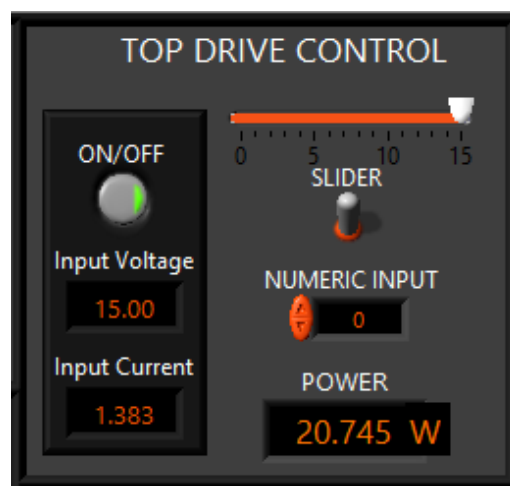 TOP DRIVE CONTROL
ON/OFF
0 5 10 15
SLIDER
Input Voltage
15.00
NUMERIC INPUT
0
Input Current
1.383
POWER
20.745 W